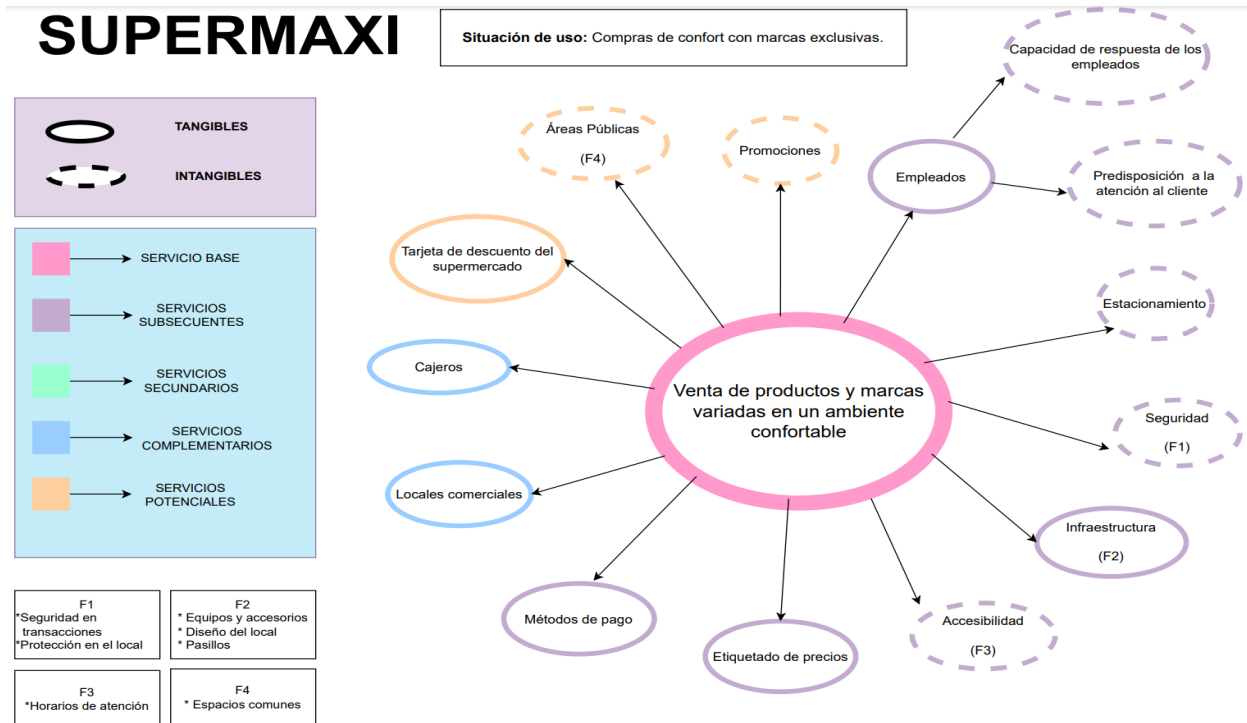 SUPERMAXI
Situación de uso: Compras de confort con marcas exclusivas.
TANGIBLES
INTANGIBLES
SERVICIO BASE
SERVICIOS
SUBSECUENTES
SERVICIOS
SECUNDARIOS
SERVICIOS
COMPLEMENTARIOS
SERVICIOS
POTENCIALES
F1
*Seguridad en
transacciones
*Protección en el local
F2
* Equipos y accesorios
* Diseño del local
* Pasillos
F3
*Horarios de atención
F4
* Espacios comunes
Capacidad de respuesta de los
empleados
Áreas Públicas
(F4)
Promociones
Empleados
Predisposición a la
atención al cliente
Tarjeta de descuento del
supermercado
Estacionamiento
Cajeros
Venta de productos y marcas
variadas en un ambiente
confortable
Seguridad
(F1)
Locales comerciales
Infraestructura
(F2)
Métodos de pago
Etiquetado de precios
Accesibilidad
(F3)